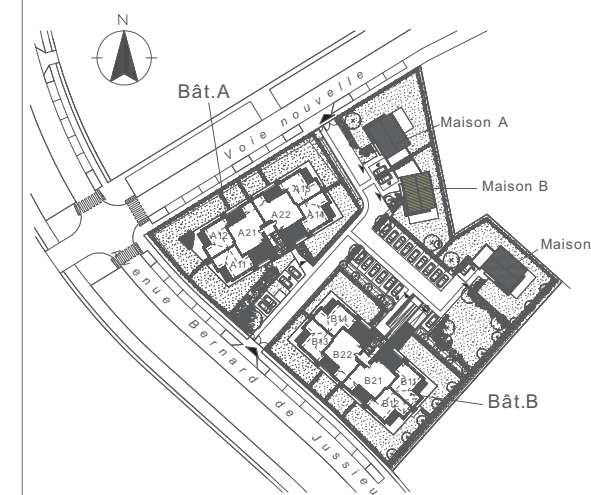 N
Bât.A
Voie nouvelle
Maison A
Maison B
Maison
A13
A22
A14
A12
A21
A11
B14
B13
B22
B21
B11
B12
Bât.B
enue Bernard de Jussieu